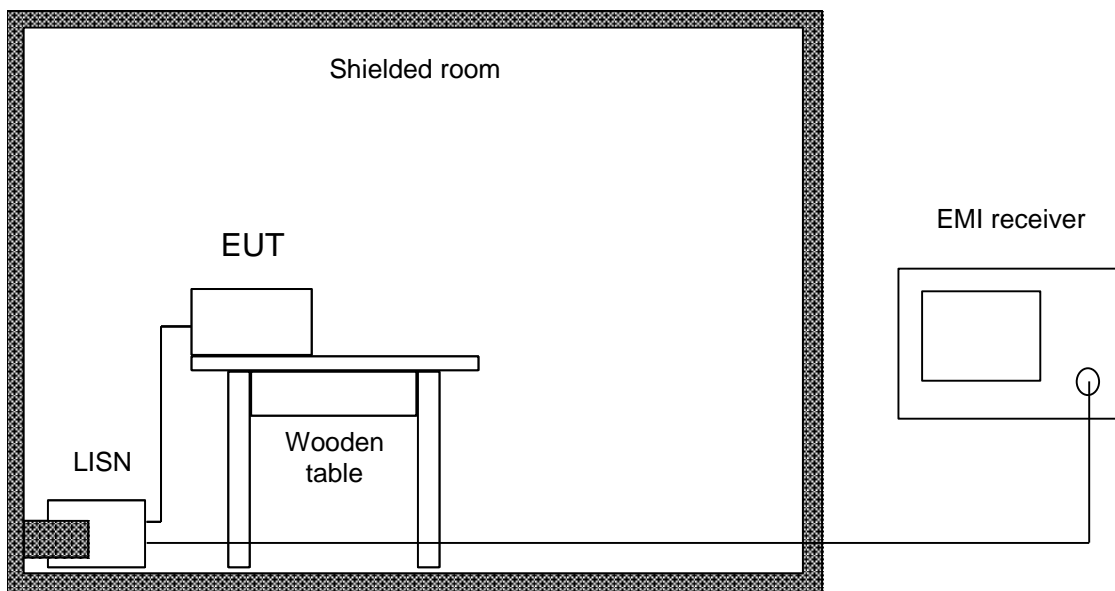 Shielded room
EMI receiver
EUT
Wooden
table
LISN